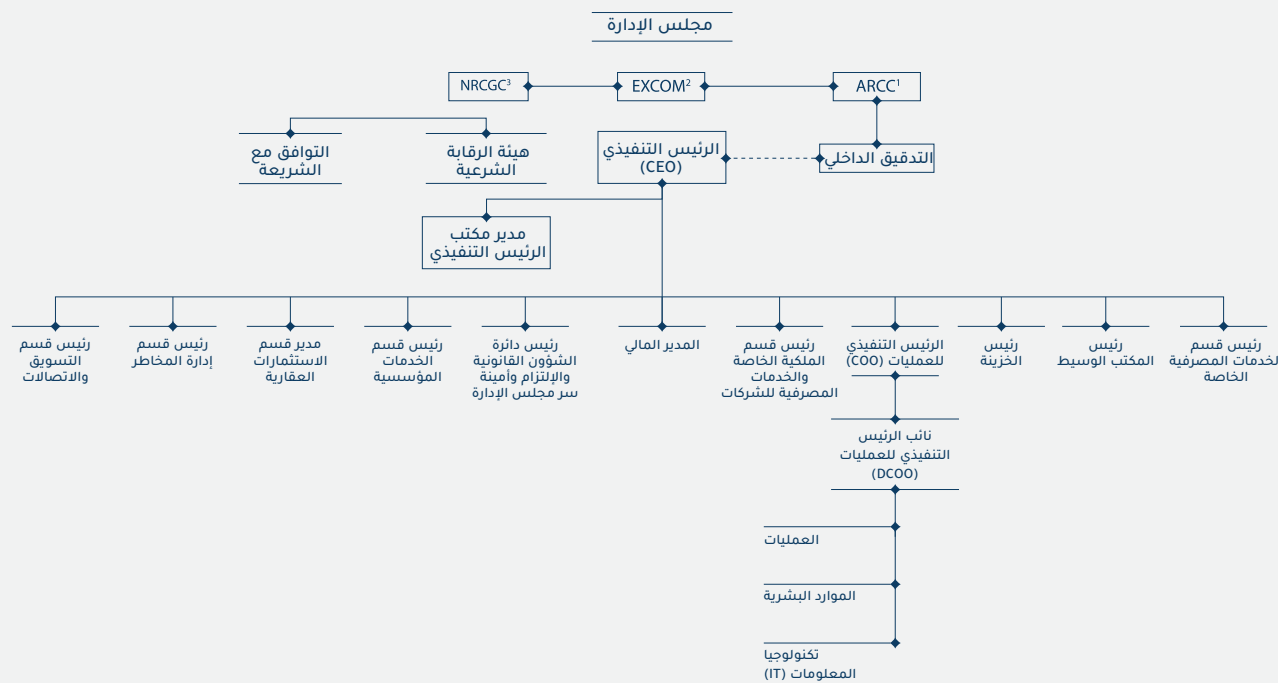 مجلس الإدارة
ARCC¹
EXCOM²
NRCGC³
التدقيق الداخلي
الرئيس التنفيذي
(CEO)
هيئة الرقابة
الشرعية
التوافق مع
الشريعة
مدير مكتب
الرئيس التنفيذي
رئيس قسم
الخدمات المصرفية
الخاصة
رئيس
المكتب الوسيط
رئيس
الخزينة
الرئيس التنفيذي
للعمليات (COO)
رئيس قسم
الملكية الخاصة
والخدمات
المصرفية للشركات
المدير المالي
رئيس دائرة
الشؤون القانونية
والإلتزام وأمينة
سر مجلس الإدارة
رئيس قسم
الخدمات
المؤسسية
مدير قسم
الاستثمارات
العقارية
رئيس قسم
إدارة المخاطر
رئيس قسم
التسويق
والاتصالات
نائب الرئيس
التنفيذي للعمليات
(DCOO)
العمليات
الموارد البشرية
تكنولوجيا
المعلومات (IT)